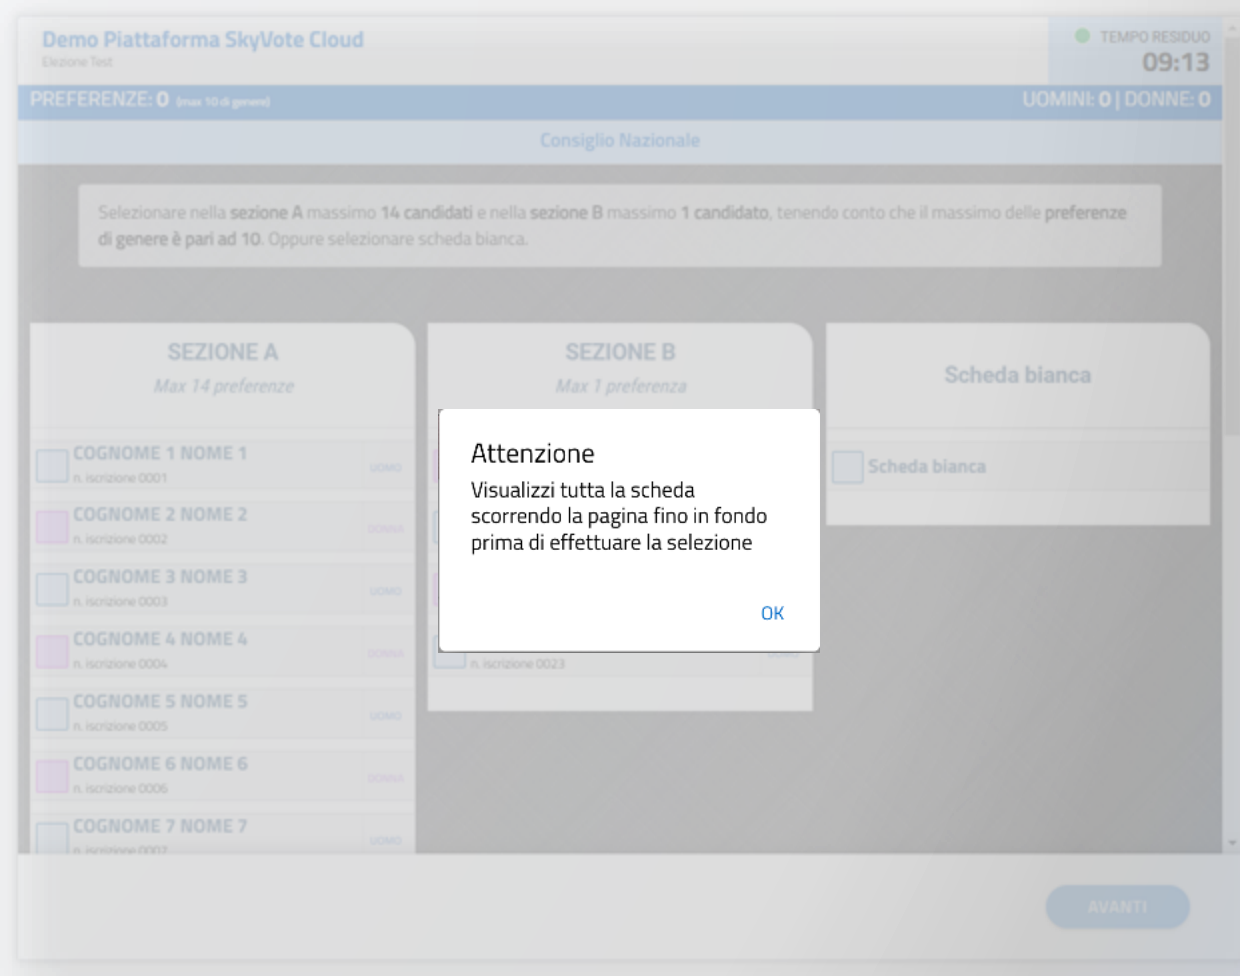 Demo Piattaforma SkyVote Cloud
Elezione Test
TEMPO RESIDUO
09:13
PREFERENZE: 0 (max 10 di genere)
UOMINI: 0 | DONNE: 0
Consiglio Nazionale
Selezionare nella sezione A massimo 14 candidati e nella sezione B massimo 1 candidato, tenendo conto che il massimo delle preferenze
di genere è pari ad 10. Oppure selezionare scheda bianca.
SEZIONE A
Max 14 preferenze
COGNOME 1 NOME 1
n. iscrizione 0001
UOMO
COGNOME 2 NOME 2
n. iscrizione 0002
DONNA
COGNOME 3 NOME 3
n. iscrizione 0003
UOMO
COGNOME 4 NOME 4
n. iscrizione 0004
DONNA
COGNOME 5 NOME 5
n. iscrizione 0005
UOMO
COGNOME 6 NOME 6
n. iscrizione 0006
DONNA
COGNOME 7 NOME 7
n. iscrizione 0007
UOMO
SEZIONE B
Max 1 preferenza
n. iscrizione 0023
UOMO
Scheda bianca
Scheda bianca
Attenzione
Visualizzi tutta la scheda
scorrendo la pagina fino in fondo
prima di effettuare la selezione
OK
AVANTI